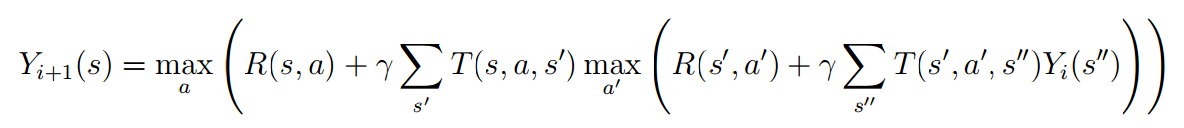 Y_{i+1}(s) = \max_a \left( R(s, a) + \gamma \sum_{s'} T(s, a, s') \max_{a'} \left( R(s', a') + \gamma \sum_{s''} T(s', a', s'') Y_i(s'') \right) \right)